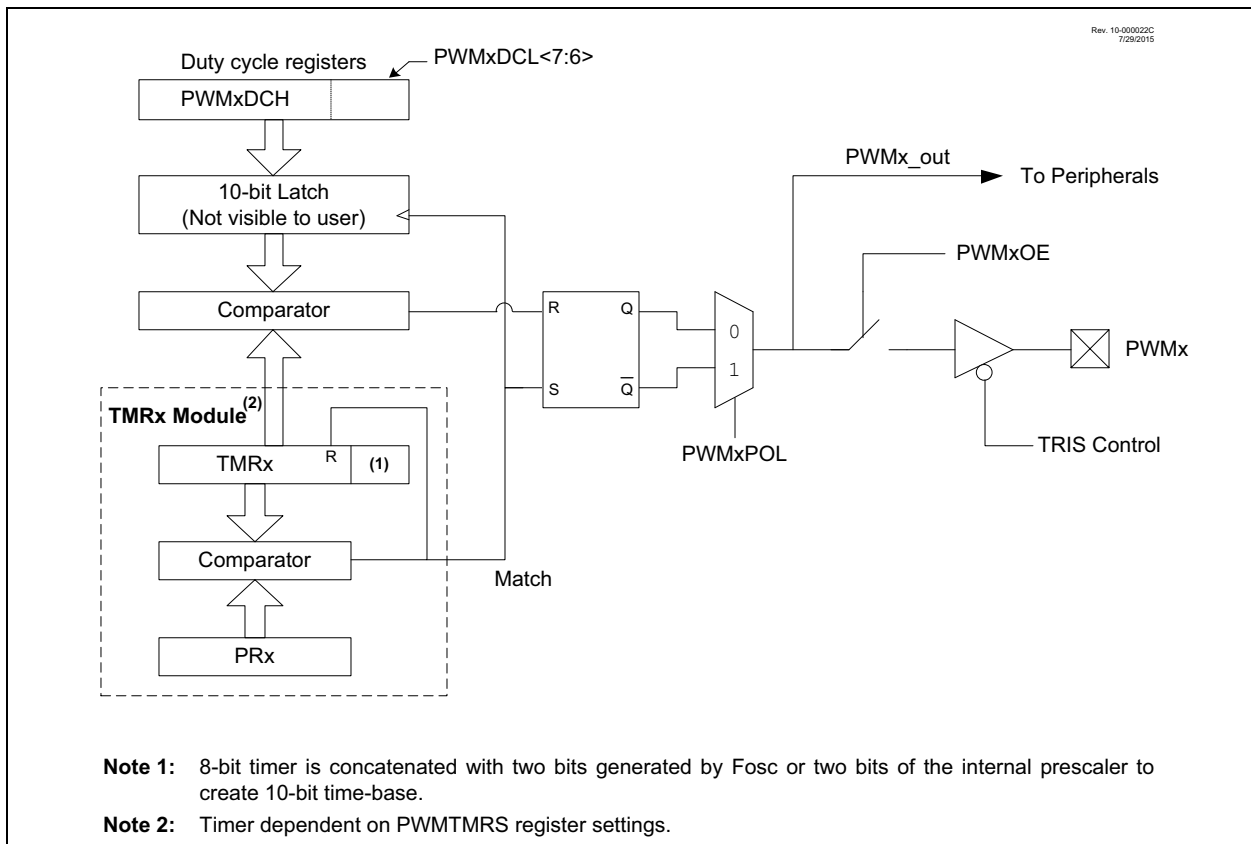 Rev. 10-000022C
7/29/2015
Duty cycle registers
PWMxDCL<7:6>
PWMxDCH
10-bit Latch
(Not visible to user)
Comparator
PWMx_out
To Peripherals
PWMxOE
R
Q
S
Q̅
0
1
PWMxPOL
PWMx
TRIS Control
TMRx Module(2)
TMRx
R
(1)
Comparator
Match
PRx
Note 1: 8-bit timer is concatenated with two bits generated by Fosc or two bits of the internal prescaler to
create 10-bit time-base.
Note 2: Timer dependent on PWMTMRS register settings.